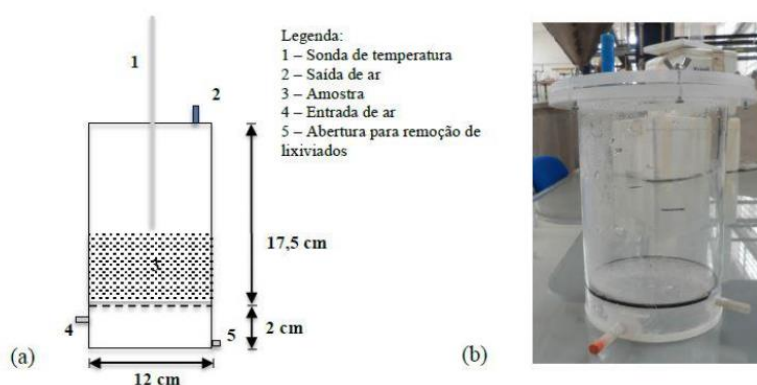 1
2
Legenda:
1 – Sonda de temperatura
2 – Saída de ar
3 – Amostra
4 – Entrada de ar
5 – Abertura para remoção de
lixiviados
17,5 cm
4
5
2 cm
12 cm
(a)
(b)